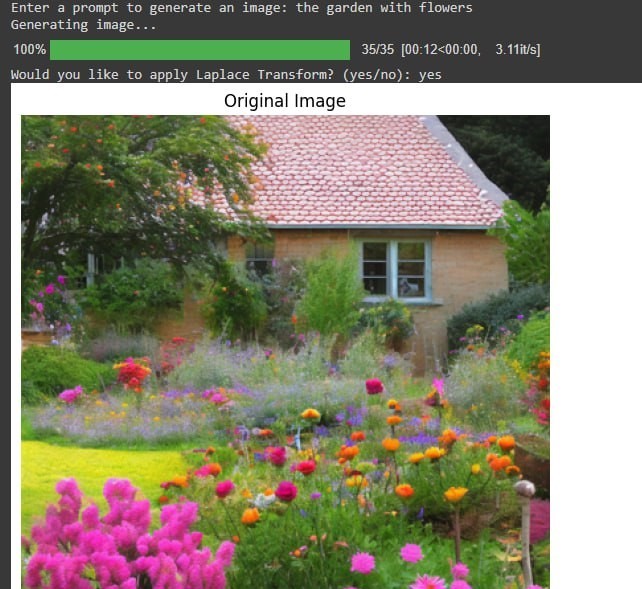 Enter a prompt to generate an image: the garden with flowers
Generating image...
100% 35/35 [00:12<00:00, 3.11it/s]
Would you like to apply Laplace Transform? (yes/no): yes
Original Image